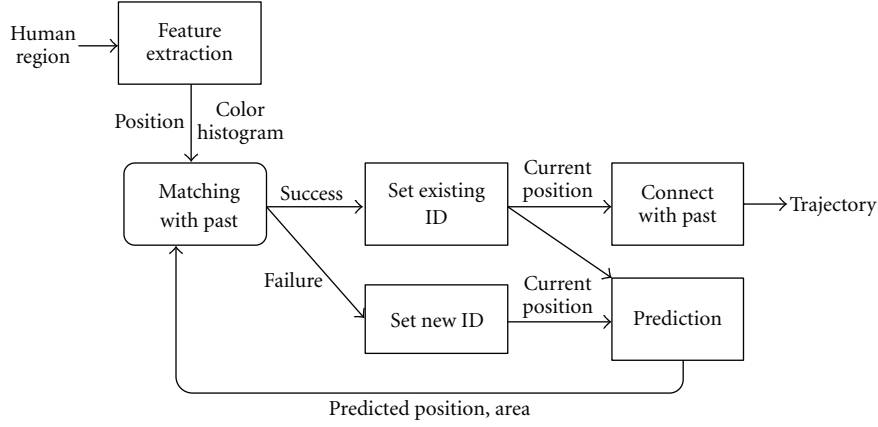 Human
region
Feature
extraction
Position
Color
histogram
Matching
with past
Success
Set existing
ID
Current
position
Connect
with past
Trajectory
Failure
Set new ID
Current
position
Prediction
Predicted position, area